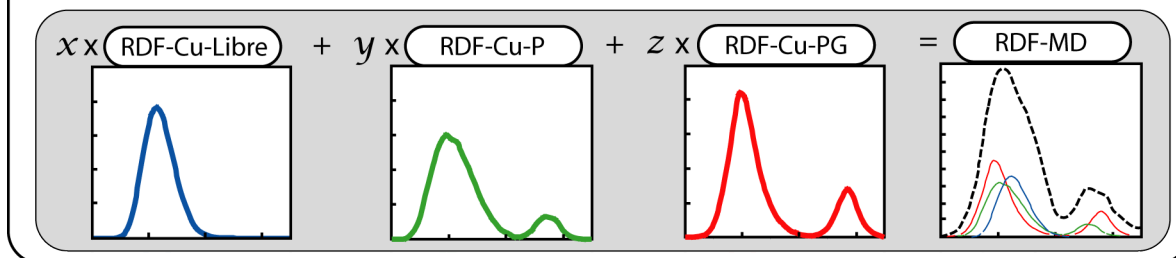 x x RDF-Cu-Libre + y x RDF-Cu-P + z x RDF-Cu-PG = RDF-MD